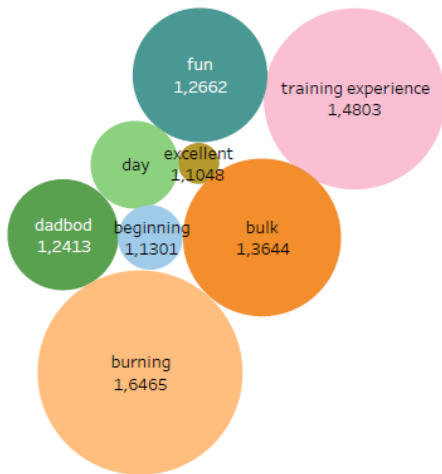 fun
1,2662
training experience
1,4803
excellent
1,1048
day
dadbod
1,2413
beginning
1,1301
bulk
1,3644
burning
1,6465